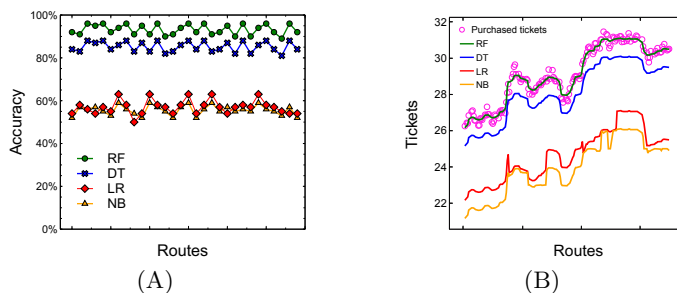 100%
80%
60%
40%
20%
0%
Accuracy
RF
DT
LR
NB
Routes
(A)
32
30
28
26
24
22
Tickets
Purchased tickets
RF
DT
LR
NB
Routes
(B)